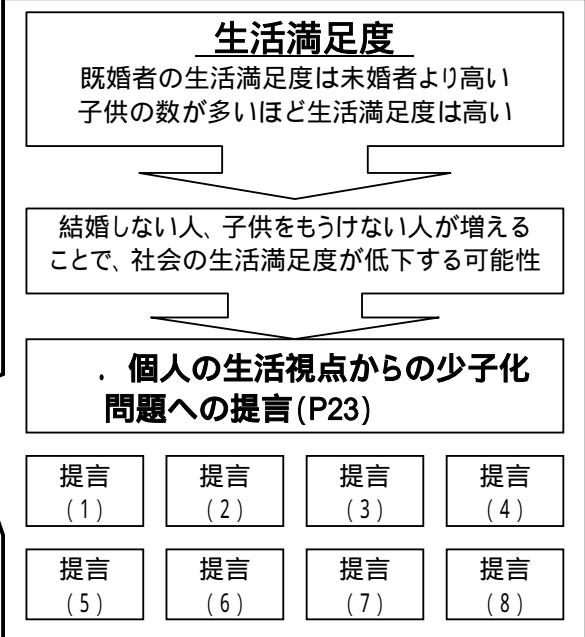 生活満足度
既婚者の生活満足度は未婚者より高い
子供の数が多いほど生活満足度は高い
結婚しない人、子供をもうけない人が増える
ことで、社会の生活満足度が低下する可能性
． 個人の生活視点からの少子化
問題への提言(P23)
提言 提言 提言 提言
(1) (2) (3) (4)
提言 提言 提言 提言
(5) (6) (7) (8)